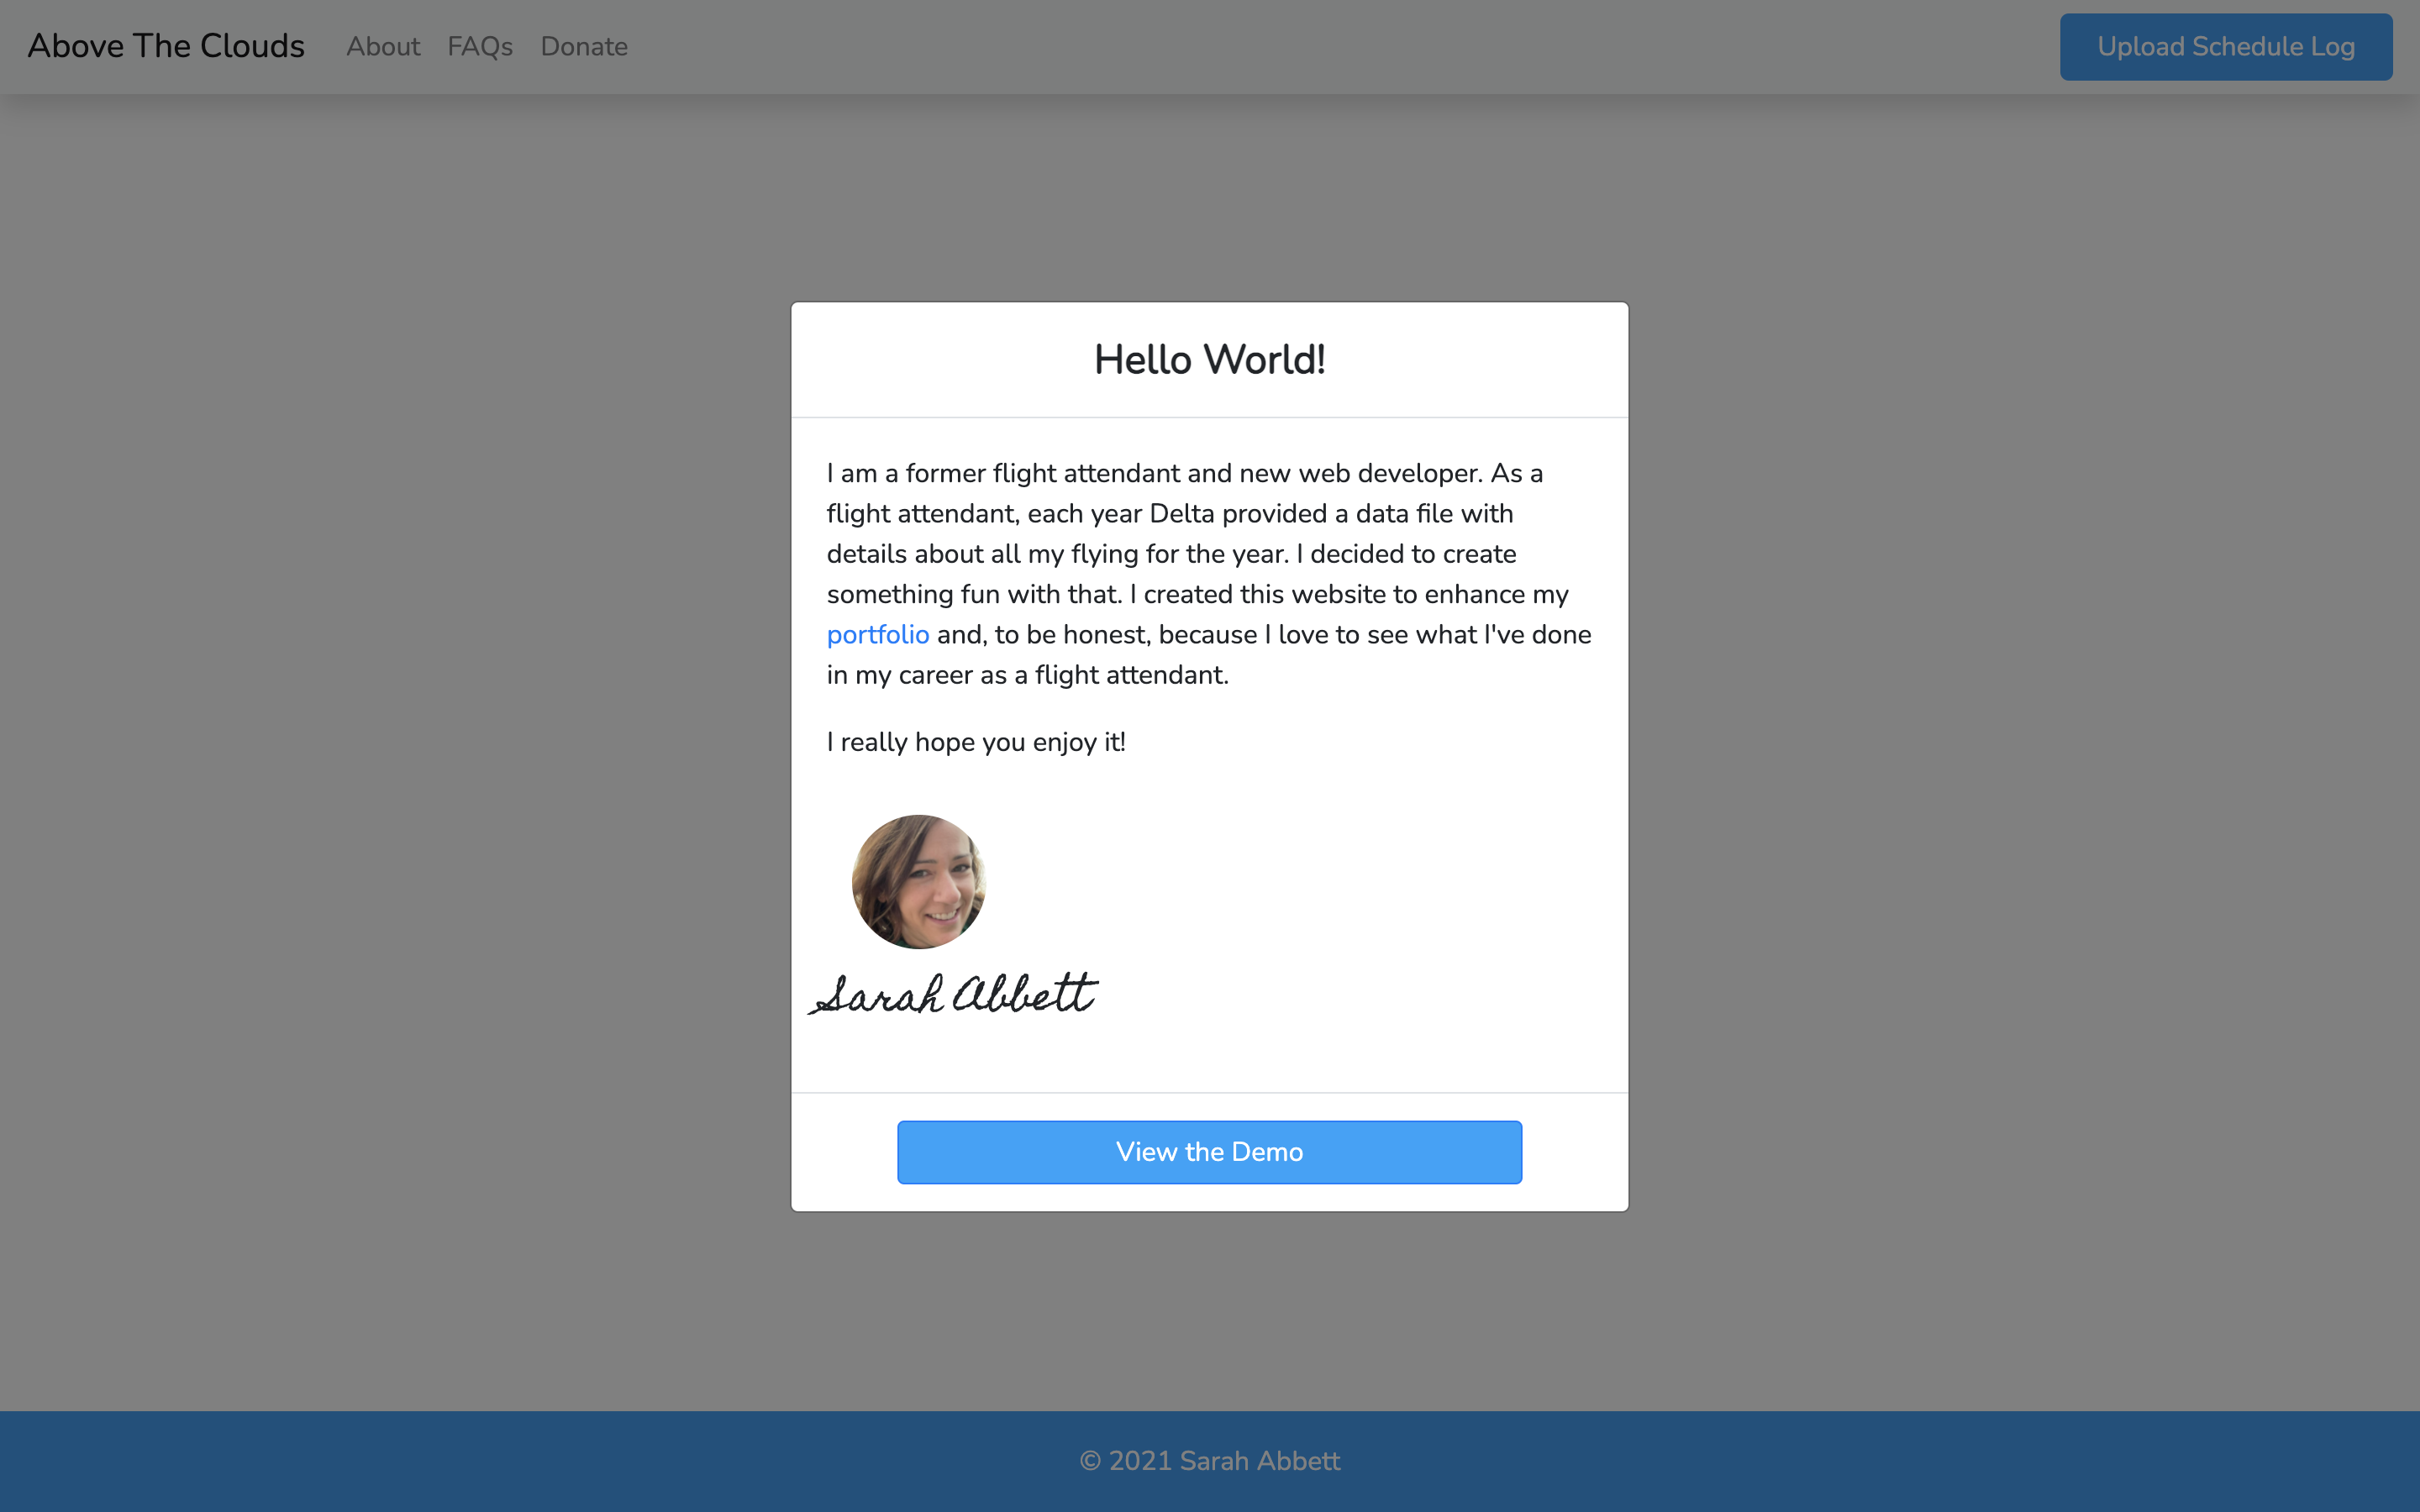 Above The Clouds About FAQs Donate Upload Schedule Log
Hello World!
I am a former flight attendant and new web developer. As a
flight attendant, each year Delta provided a data file with
details about all my flying for the year. I decided to create
something fun with that. I created this website to enhance my
portfolio and, to be honest, because I love to see what I've done
in my career as a flight attendant.
I really hope you enjoy it!
Sarah Abbett
View the Demo
© 2021 Sarah Abbett